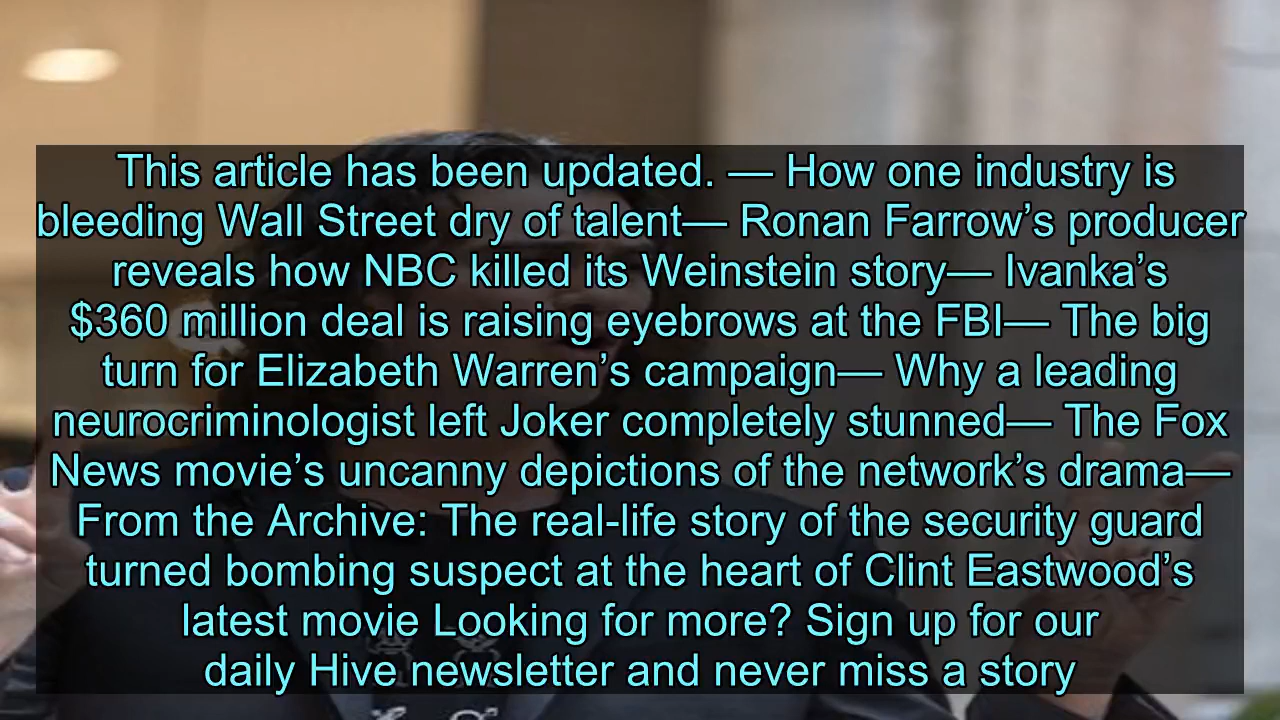 This article has been updated. — How one industry is
bleeding Wall Street dry of talent— Ronan Farrow’s producer
reveals how NBC killed its Weinstein story— Ivanka’s
$360 million deal is raising eyebrows at the FBI— The big
turn for Elizabeth Warren’s campaign— Why a leading
neurocriminologist left Joker completely stunned— The Fox
News movie’s uncanny depictions of the network’s drama—
From the Archive: The real-life story of the security guard
turned bombing suspect at the heart of Clint Eastwood’s
latest movie Looking for more? Sign up for our
daily Hive newsletter and never miss a story